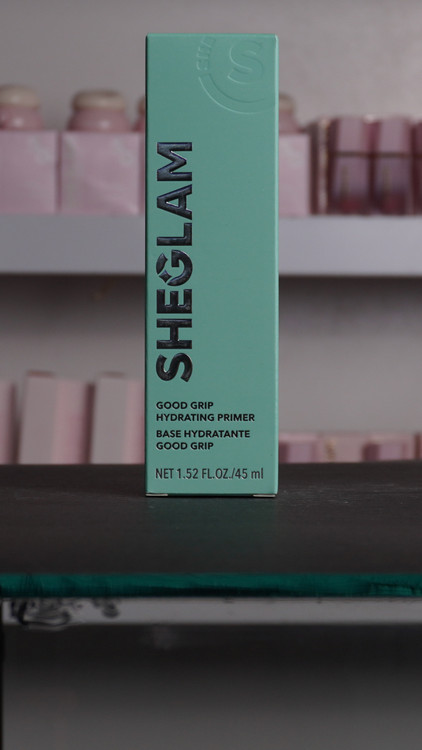 SHEGLAM
GOOD GRIP
HYDRATING PRIMER
BASE HYDRATANTE
GOOD GRIP
NET 1.52 FL.OZ./45 ml